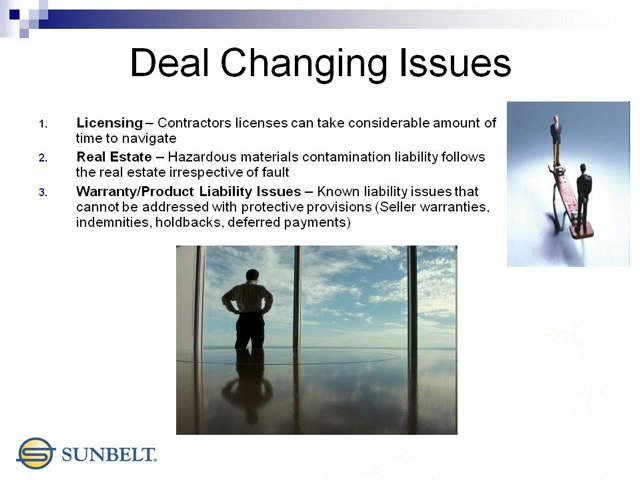 Deal Changing Issues
1. Licensing – Contractors licenses can take considerable amount of
time to navigate
2. Real Estate – Hazardous materials contamination liability follows
the real estate irrespective of fault
3. Warranty/Product Liability Issues – Known liability issues that
cannot be addressed with protective provisions (Seller warranties,
indemnities, holdbacks, deferred payments)
SUNBELT®